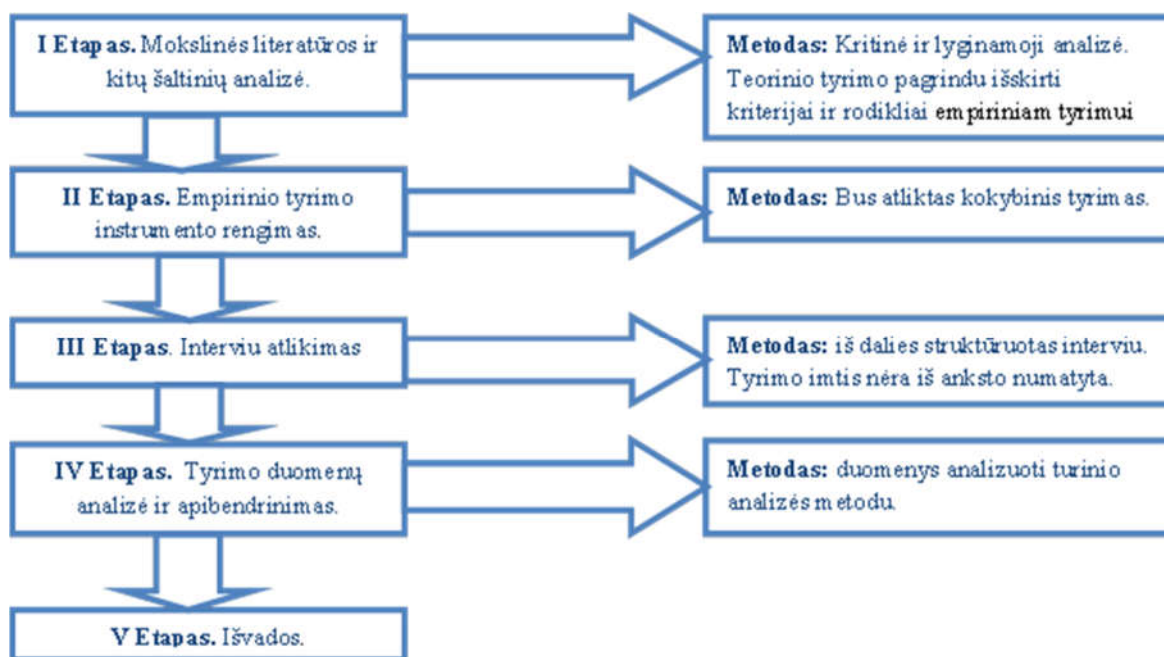 I Etapas. Mokslinės literatūros ir
kitų šaltinių analizė.
Metodas: Kritinė ir lyginamoji analizė.
Teorinio tyrimo pagrindu išskirti
kriterijai ir rodikliai empiriniam tyrimui
II Etapas. Empirinio tyrimo
instrumento rengimas.
Metodas: Bus atliktas kokybinis tyrimas.
III Etapas. Interviu atlikimas
Metodas: iš dalies struktūruotas interviu.
Tyrimo imtis nėra iš anksto numatyta.
IV Etapas. Tyrimo duomenų
analizė ir apibendrinimas.
Metodas: duomenys analizuoti turinio
analizės metodu.
V Etapas. Išvados.